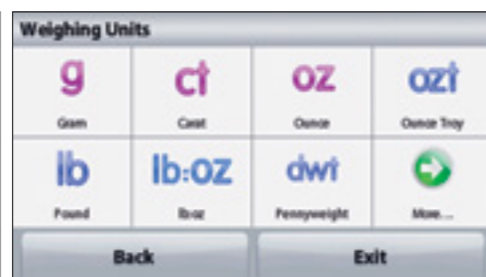 Weighing Units
g ct oz ozt
Gram Carat Ounce Ounce Troy
lb lb:oz dwt
Pound lb:oz Pennyweight More...
Back Exit